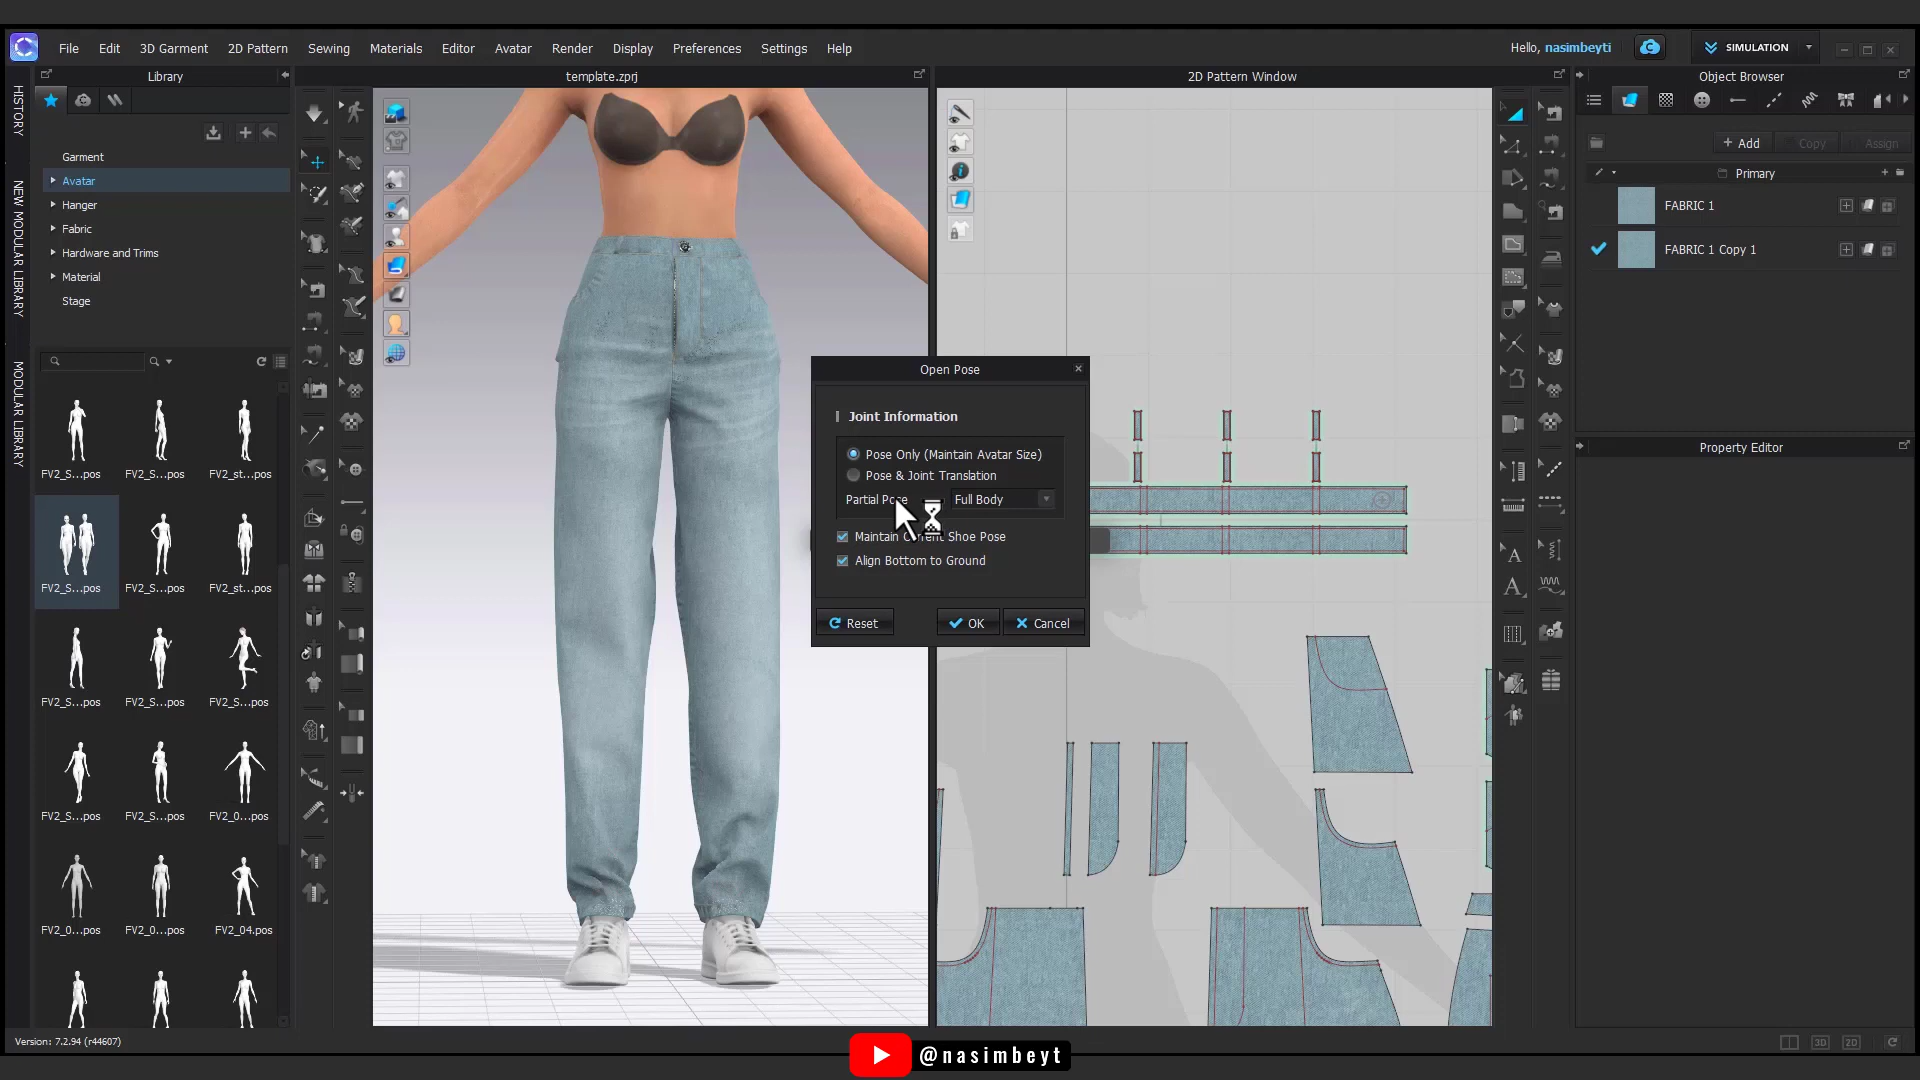 File Edit 3D Garment 2D Pattern Sewing Materials Editor Avatar Render Display Preferences Settings Help
Hello, nasimbeyti
SIMULATION
Library
template.zprj
2D Pattern Window
Object Browser
HISTORY
NEW MODULAR LIBRARY
MODULAR LIBRARY
Garment
Avatar
Hanger
Fabric
Hardware and Trims
Material
Stage
+ Add
Copy
Assign
Primary
FABRIC 1
FABRIC 1 Copy 1
Property Editor
Open Pose
Joint Information
Pose Only (Maintain Avatar Size)
Pose & Joint Translation
Partial Pose
Full Body
Shoe Pose
Align Bottom to Ground
Reset
OK
Cancel
FV2_S...pos FV2_S...pos FV2_st...pos
FV2_S...pos FV2_S...pos FV2_st...pos
FV2_S...pos FV2_S...pos FV2_S...pos
FV2_S...pos FV2_S...pos FV2_0...pos
FV2_0...pos FV2_0...pos FV2_04.pos
Version: 7.2.94 (r44607)
3D 2D
@nasimbeyt